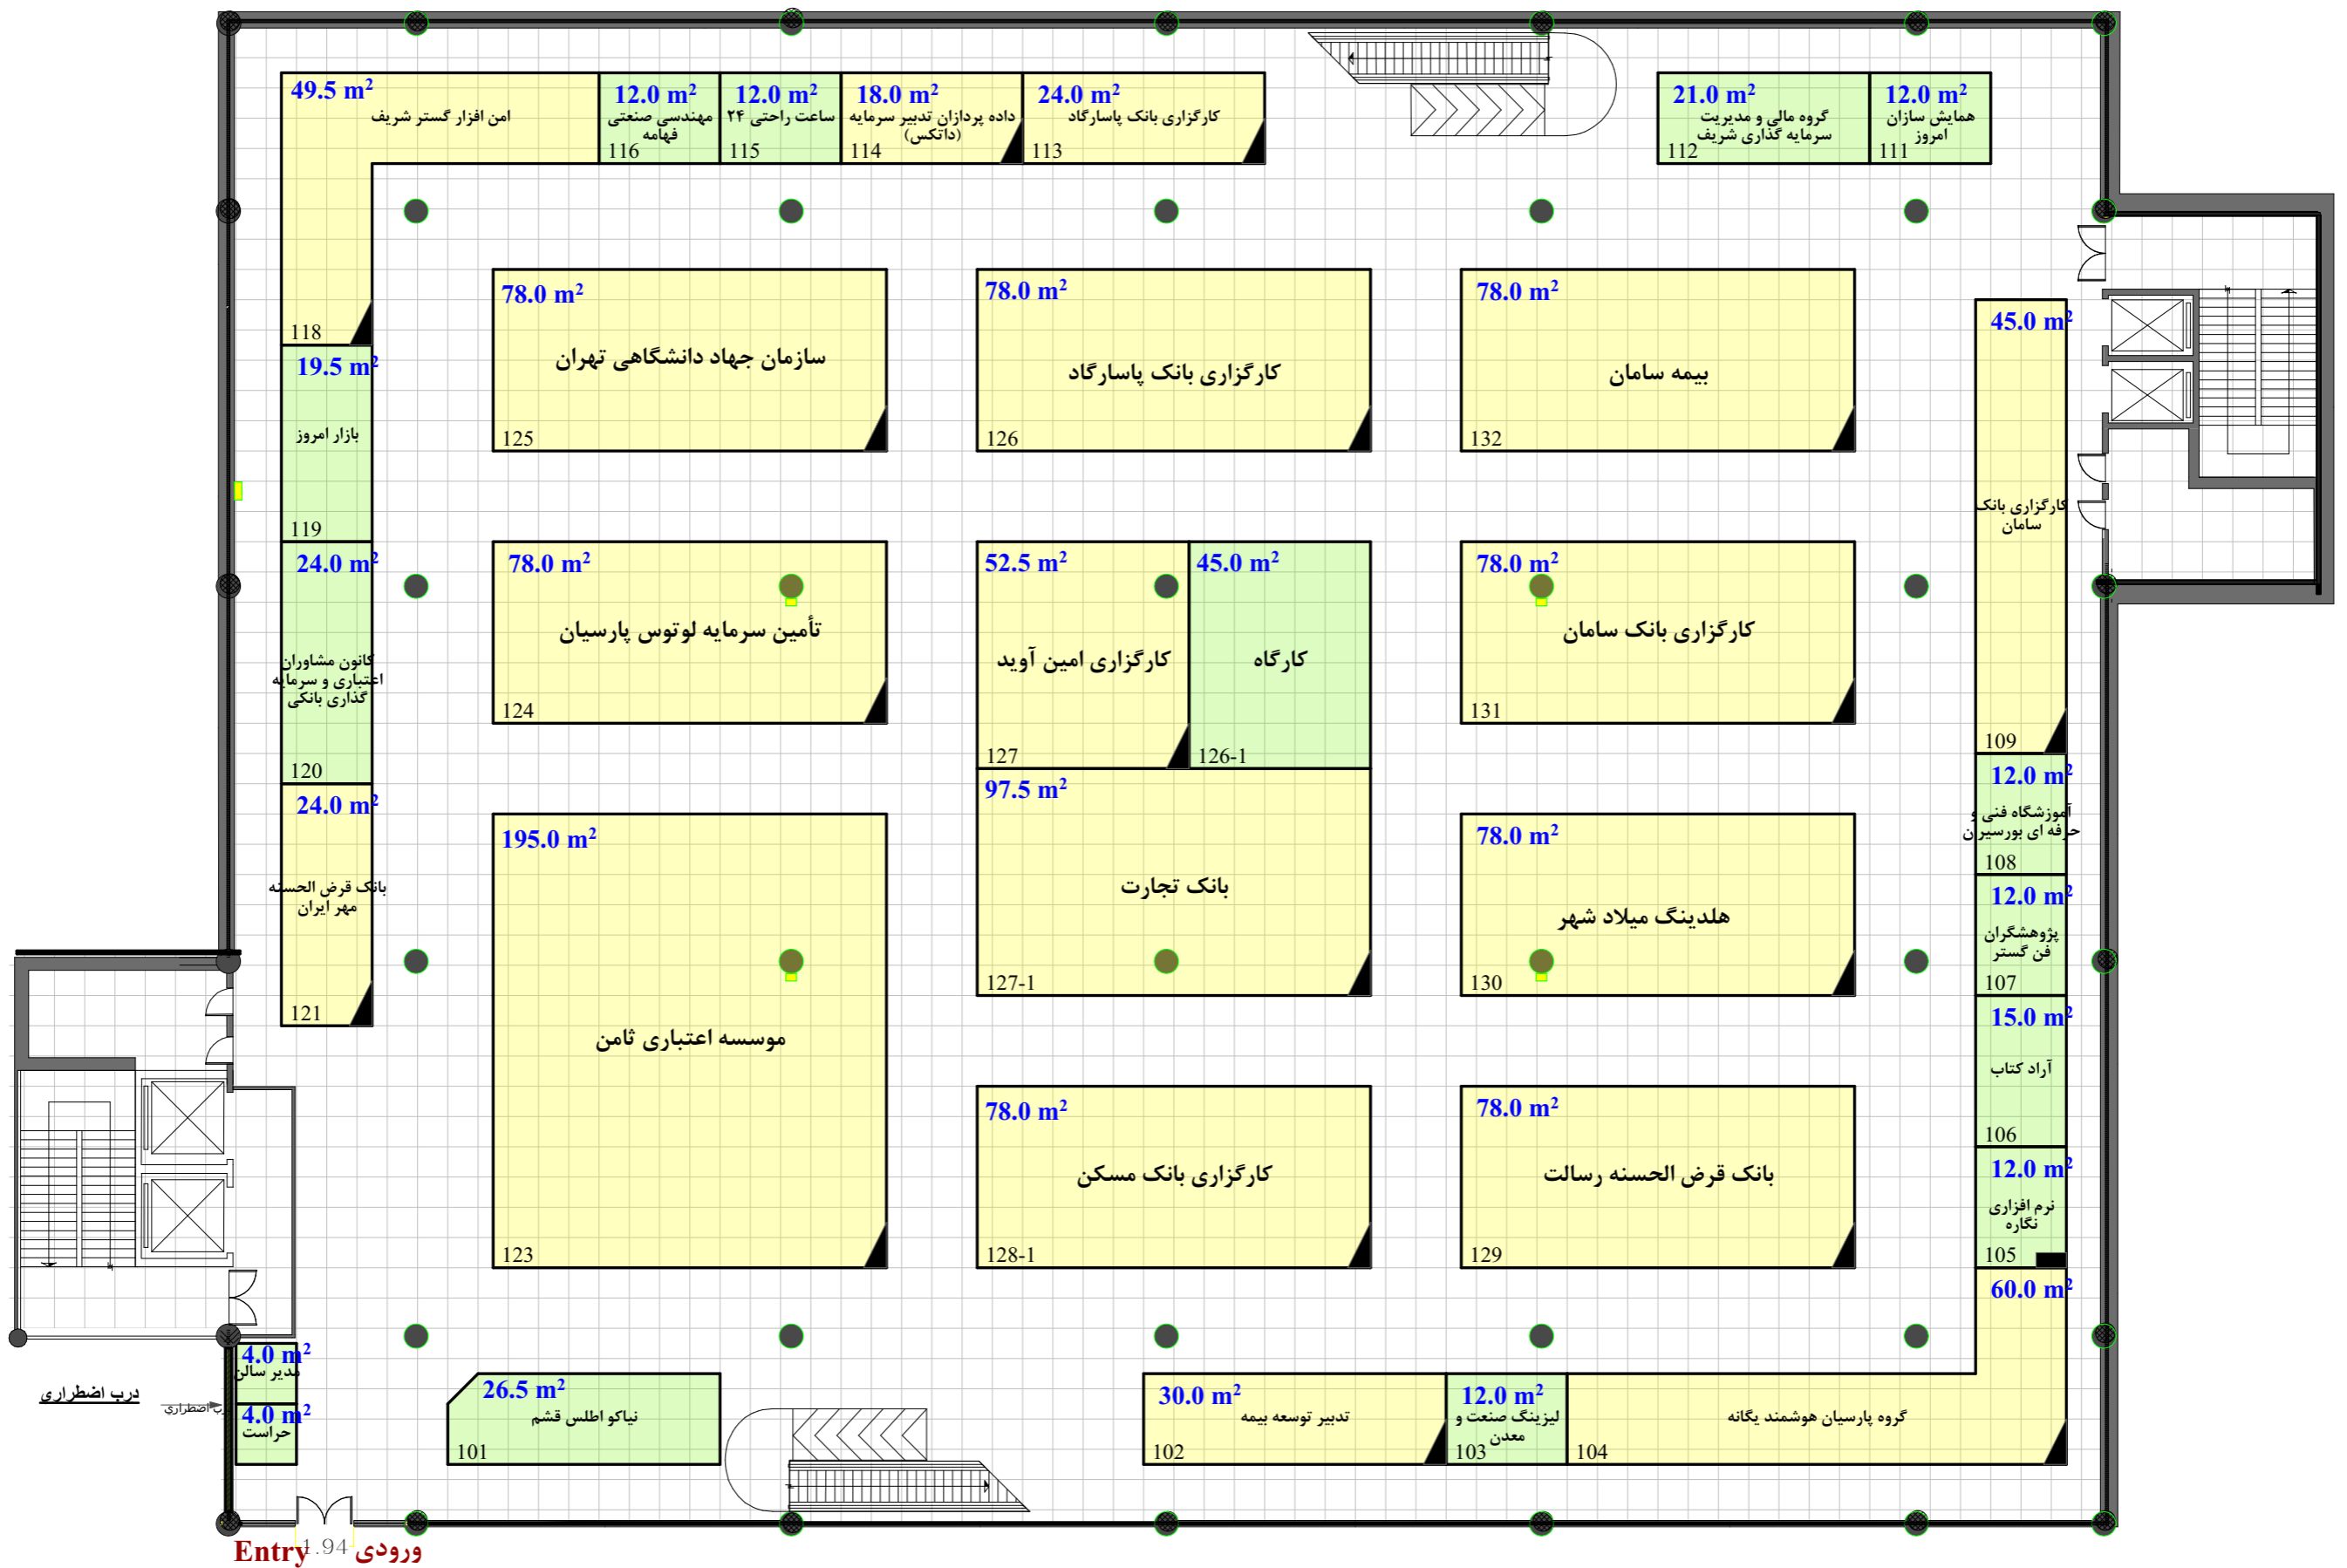 49.5 m²
امن افزار گستر شریف
118
12.0 m²
مهندسی صنعتی
فهامه
116
12.0 m²
ساعت راحتی ۲۴
115
18.0 m²
داده پردازان تدبیر سرمایه
(داتکس)
114
24.0 m²
کارگزاری بانک پاسارگاد
113
21.0 m²
گروه مالی و مدیریت
سرمایه گذاری شریف
112
12.0 m²
همایش سازان
امروز
111
78.0 m²
سازمان جهاد دانشگاهی تهران
125
78.0 m²
کارگزاری بانک پاسارگاد
126
78.0 m²
بیمه سامان
132
45.0 m²
کارگزاری بانک
سامان
109
19.5 m²
بازار امروز
119
24.0 m²
کانون مشاوران
اعتباری و سرمایه
گذاری بانکی
120
78.0 m²
تأمین سرمایه لوتوس پارسیان
124
52.5 m²
کارگزاری امین آوید
127
45.0 m²
کارگاه
126-1
78.0 m²
کارگزاری بانک سامان
131
12.0 m²
آموزشگاه فنی و
حرفه ای بورسیران
108
24.0 m²
بانک قرض الحسنه
مهر ایران
121
195.0 m²
موسسه اعتباری ثامن
123
97.5 m²
بانک تجارت
127-1
78.0 m²
هلدینگ میلاد شهر
130
12.0 m²
پژوهشگران
فن گستر
107
15.0 m²
آراد کتاب
106
78.0 m²
کارگزاری بانک مسکن
128-1
78.0 m²
بانک قرض الحسنه رسالت
129
12.0 m²
نرم افزاری
نگاره
105
60.0 m²
گروه پارسیان هوشمند یگانه
104
4.0 m²
مدیر سالن
4.0 m²
حراست
درب اضطراری
درب اضطراری
26.5 m²
نیاکو اطلس قشم
101
30.0 m²
تدبیر توسعه بیمه
102
12.0 m²
لیزینگ صنعت و
معدن
103
Entry 1.94 ورودی